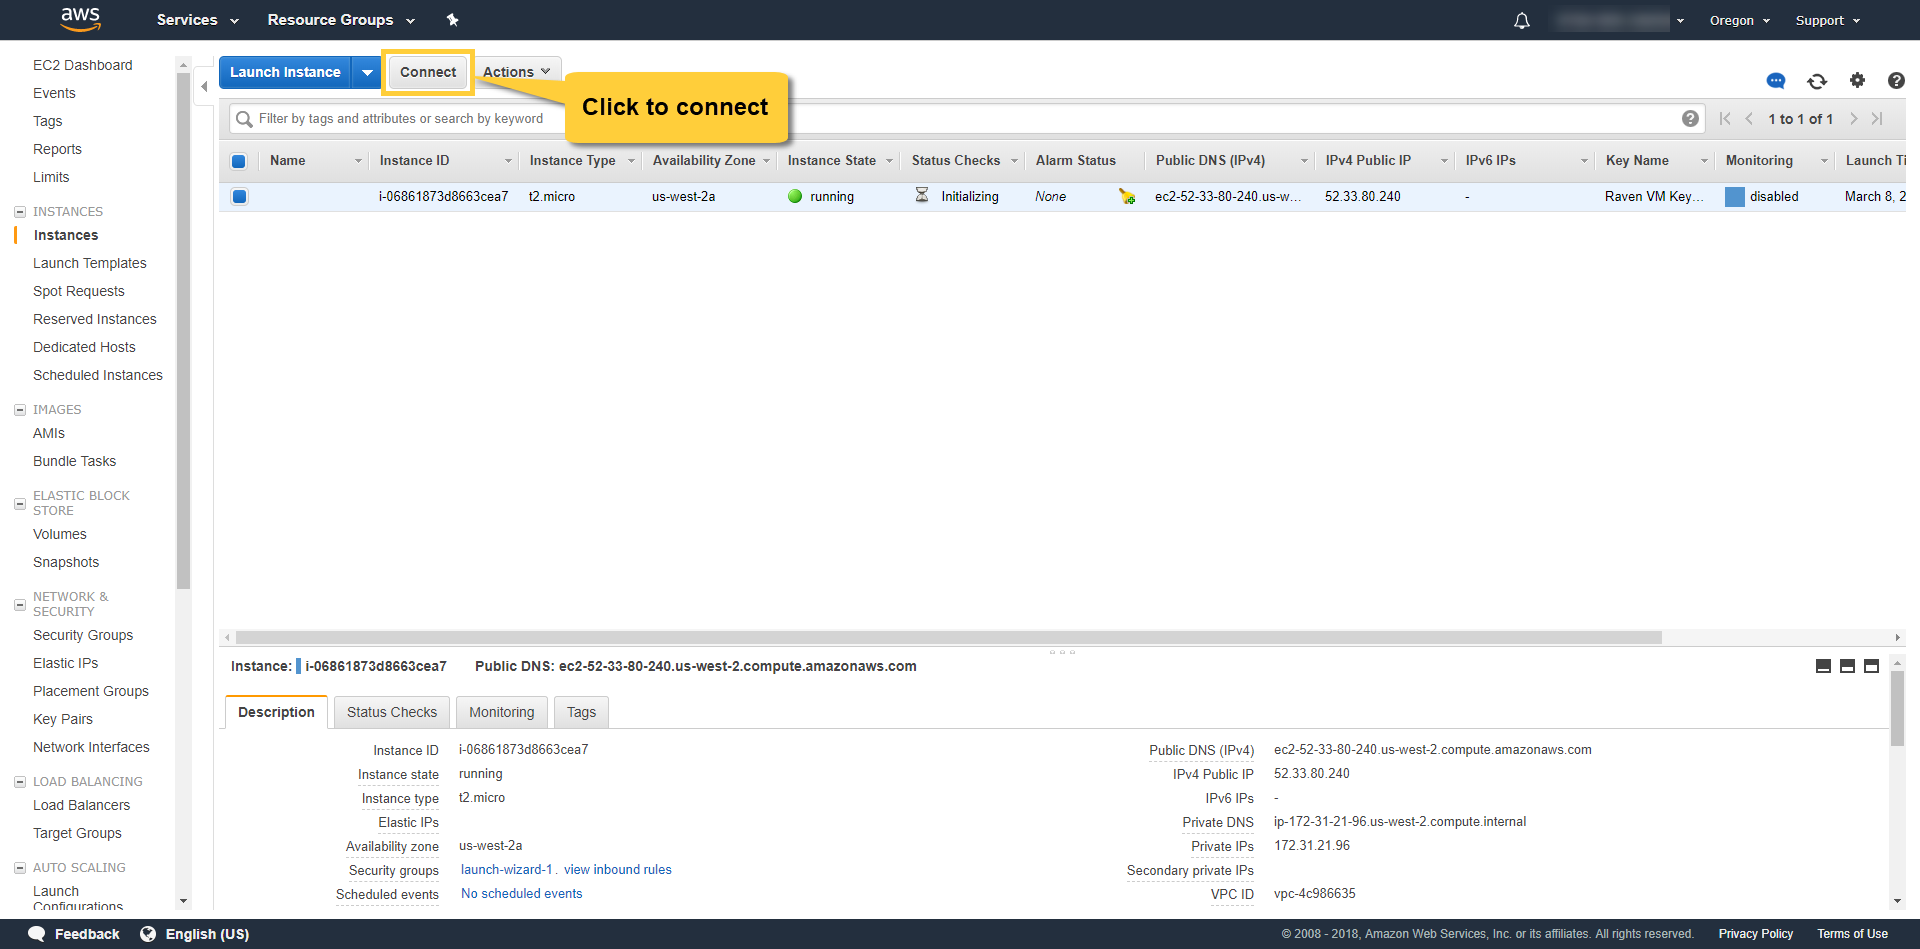 aws Services Resource Groups Oregon Support
EC2 Dashboard
Events
Tags
Reports
Limits
INSTANCES
Instances
Launch Templates
Spot Requests
Reserved Instances
Dedicated Hosts
Scheduled Instances
IMAGES
AMIs
Bundle Tasks
ELASTIC BLOCK
STORE
Volumes
Snapshots
NETWORK &
SECURITY
Security Groups
Elastic IPs
Placement Groups
Key Pairs
Network Interfaces
LOAD BALANCING
Load Balancers
Target Groups
AUTO SCALING
Launch
Configurations
Launch Instance Connect Actions
Click to connect
Filter by tags and attributes or search by keyword 1 to 1 of 1
Name Instance ID Instance Type Availability Zone Instance State Status Checks Alarm Status Public DNS (IPv4) IPv4 Public IP IPv6 IPs Key Name Monitoring Launch Ti
i-06861873d8663cea7 t2.micro us-west-2a running Initializing None ec2-52-33-80-240.us-w... 52.33.80.240 - Raven VM Key... disabled March 8, 2
Instance: i-06861873d8663cea7 Public DNS: ec2-52-33-80-240.us-west-2.compute.amazonaws.com
Description Status Checks Monitoring Tags
Instance ID i-06861873d8663cea7 Public DNS (IPv4) ec2-52-33-80-240.us-west-2.compute.amazonaws.com
Instance state running IPv4 Public IP 52.33.80.240
Instance type t2.micro IPv6 IPs -
Elastic IPs Private DNS ip-172-31-21-96.us-west-2.compute.internal
Availability zone us-west-2a Private IPs 172.31.21.96
Security groups launch-wizard-1. view inbound rules Secondary private IPs
Scheduled events No scheduled events VPC ID vpc-4c986635
Feedback English (US) © 2008 - 2018, Amazon Web Services, Inc. or its affiliates. All rights reserved. Privacy Policy Terms of Use